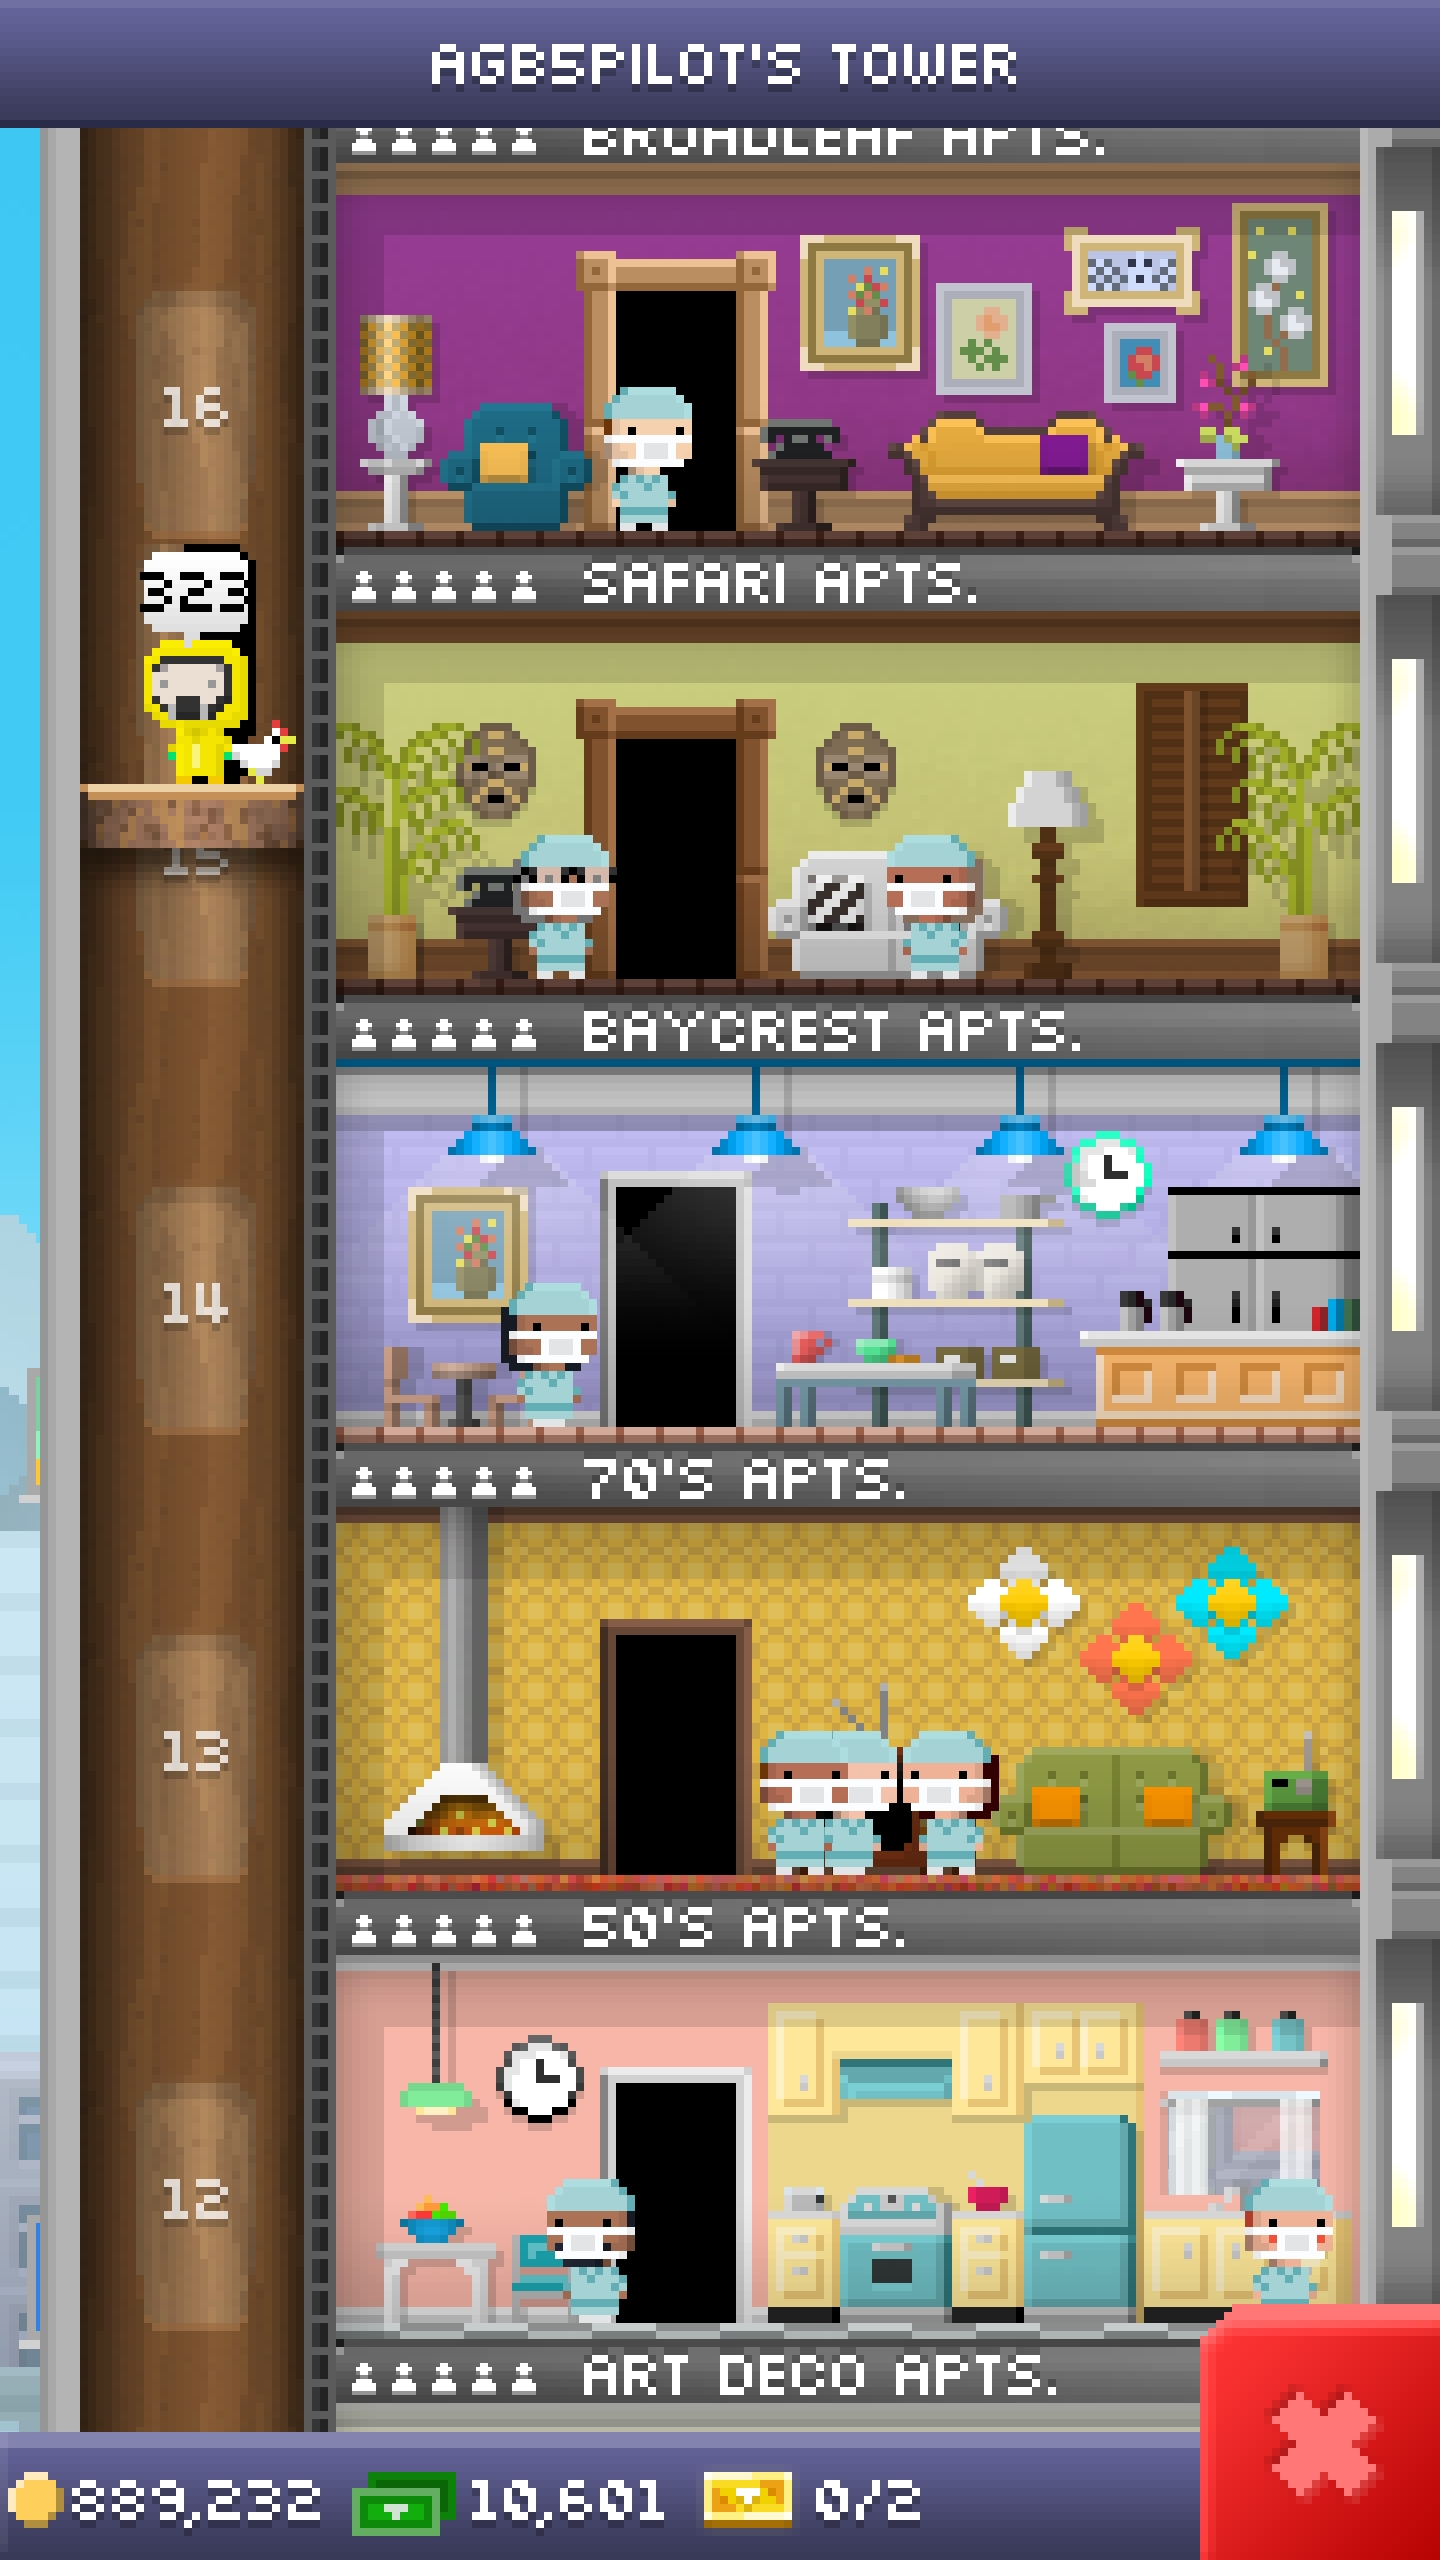 AGB5PILOT'S TOWER
BROADLEAF APTS.
16
323
SAFARI APTS.
15
BAYCREST APTS.
14
70'S APTS.
13
50'S APTS.
12
ART DECO APTS.
889,232 10,601 0/2